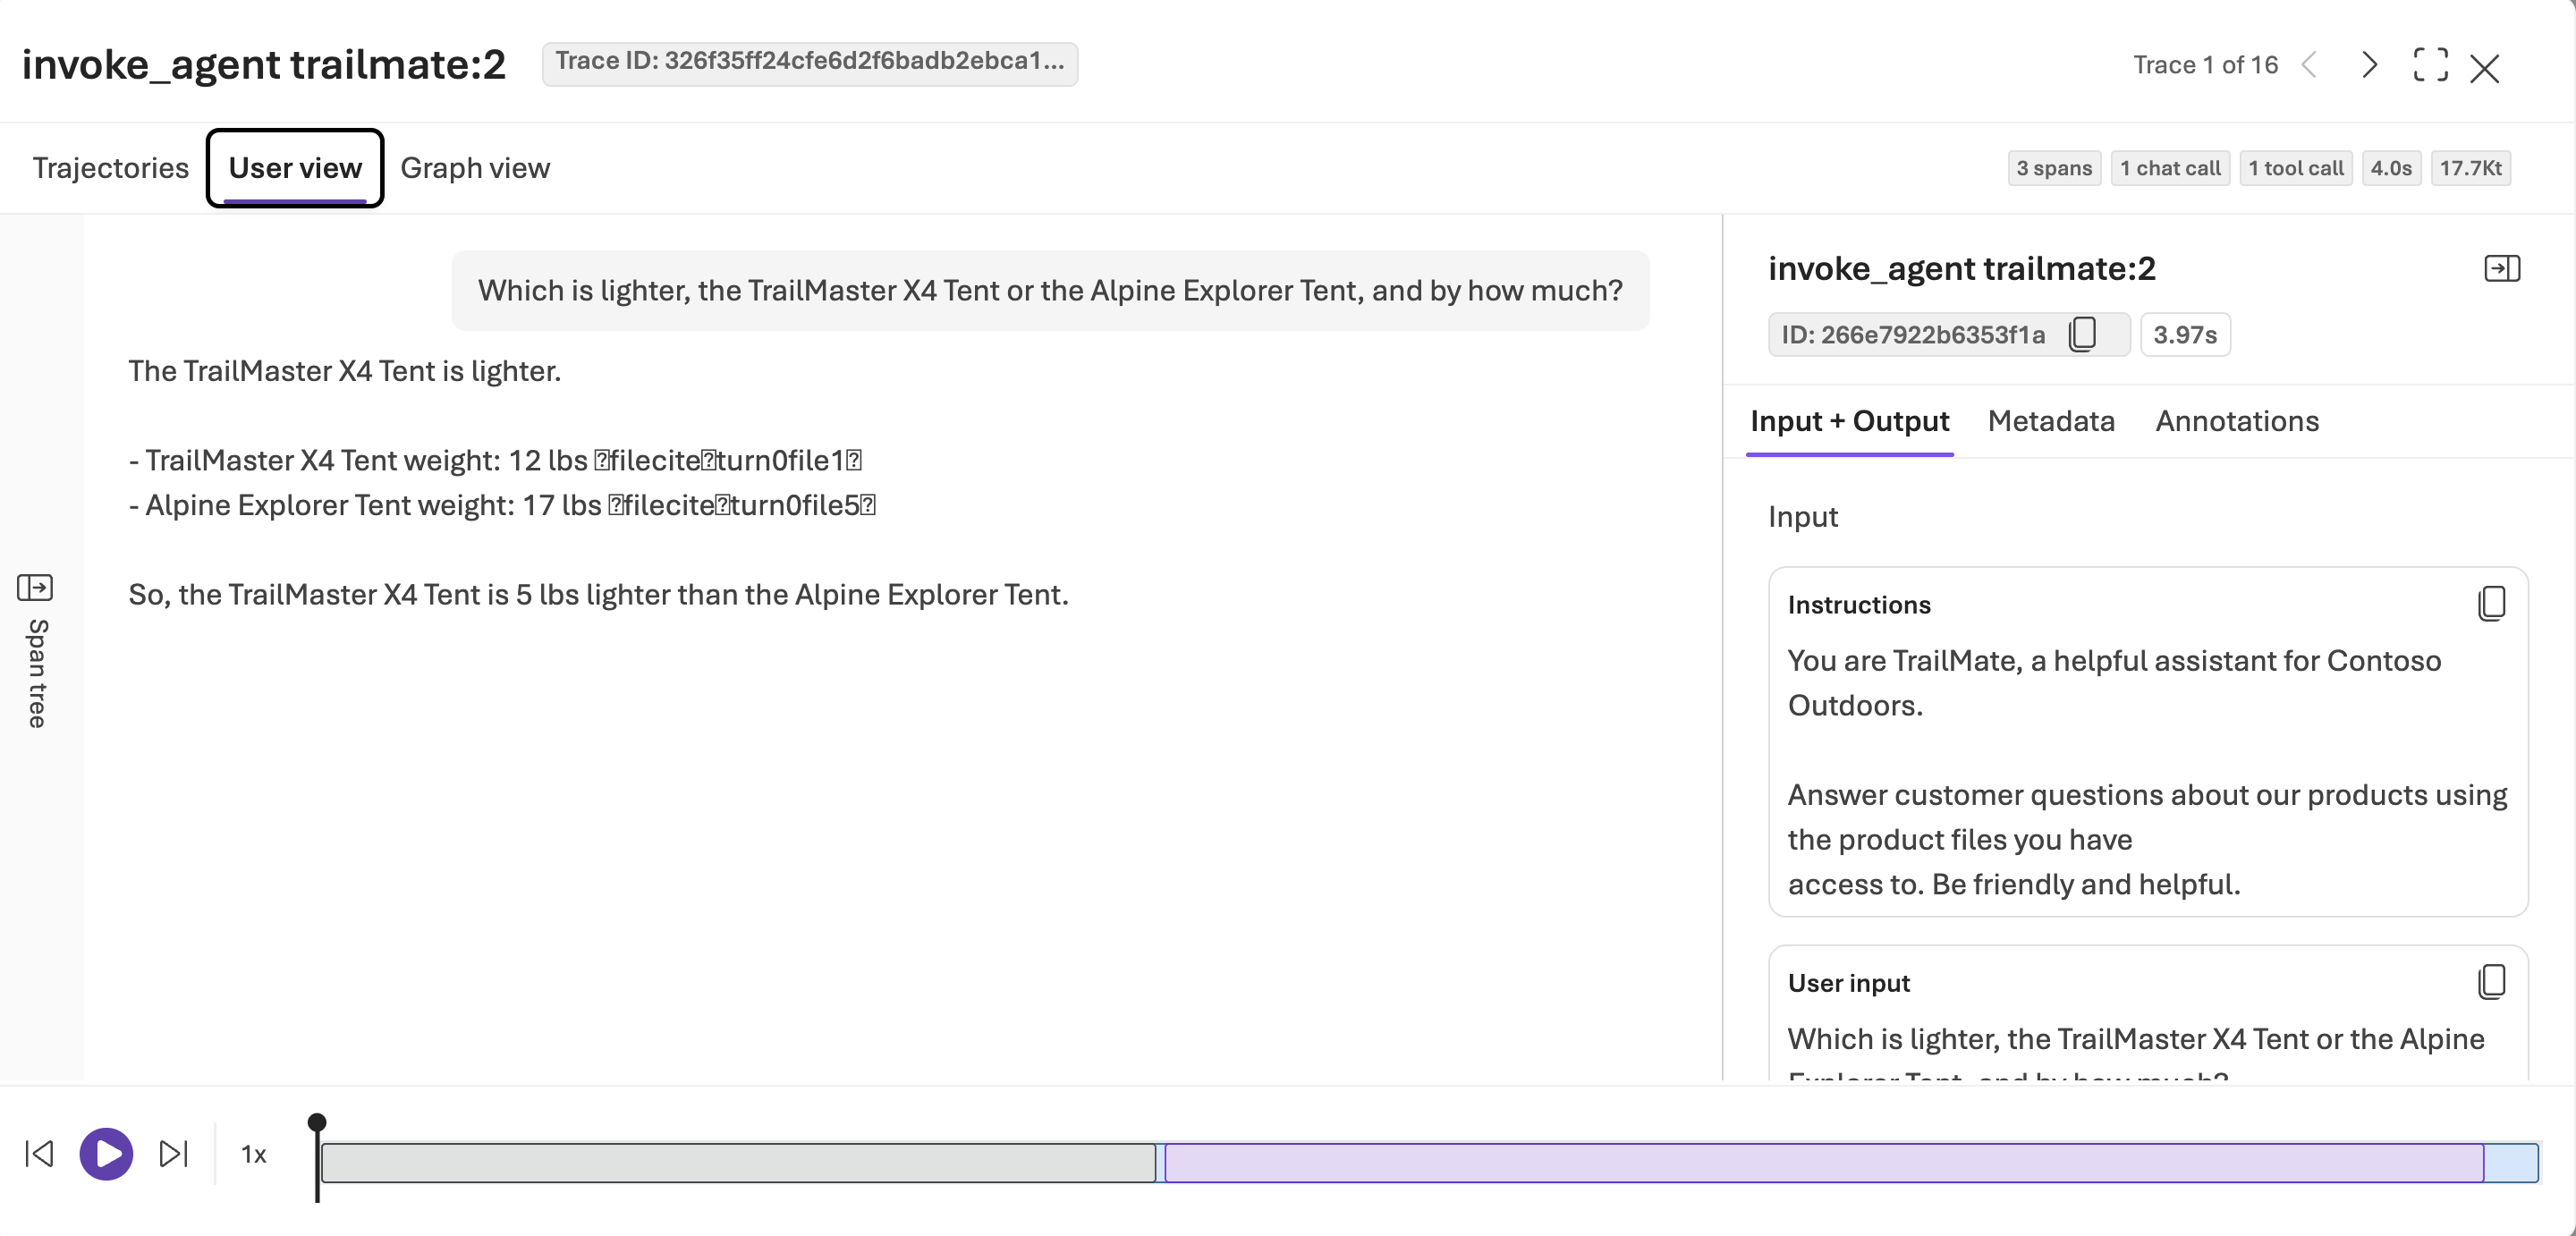 invoke_agent trailmate:2
Trace ID: 326f35ff24cfe6d2f6badb2ebca1...
Trace 1 of 16
Trajectories
User view
Graph view
3 spans
1 chat call
1 tool call
4.0s
17.7Kt
Span tree
Which is lighter, the TrailMaster X4 Tent or the Alpine Explorer Tent, and by how much?
The TrailMaster X4 Tent is lighter.
- TrailMaster X4 Tent weight: 12 lbs 􀀀filecite􀀀turn0file1􀀀
- Alpine Explorer Tent weight: 17 lbs 􀀀filecite􀀀turn0file5􀀀
So, the TrailMaster X4 Tent is 5 lbs lighter than the Alpine Explorer Tent.
invoke_agent trailmate:2
ID: 266e7922b6353f1a
3.97s
Input + Output
Metadata
Annotations
Input
Instructions
You are TrailMate, a helpful assistant for Contoso
Outdoors.
Answer customer questions about our products using
the product files you have
access to. Be friendly and helpful.
User input
Which is lighter, the TrailMaster X4 Tent or the Alpine
Explorer Tent, and by how much?
1x